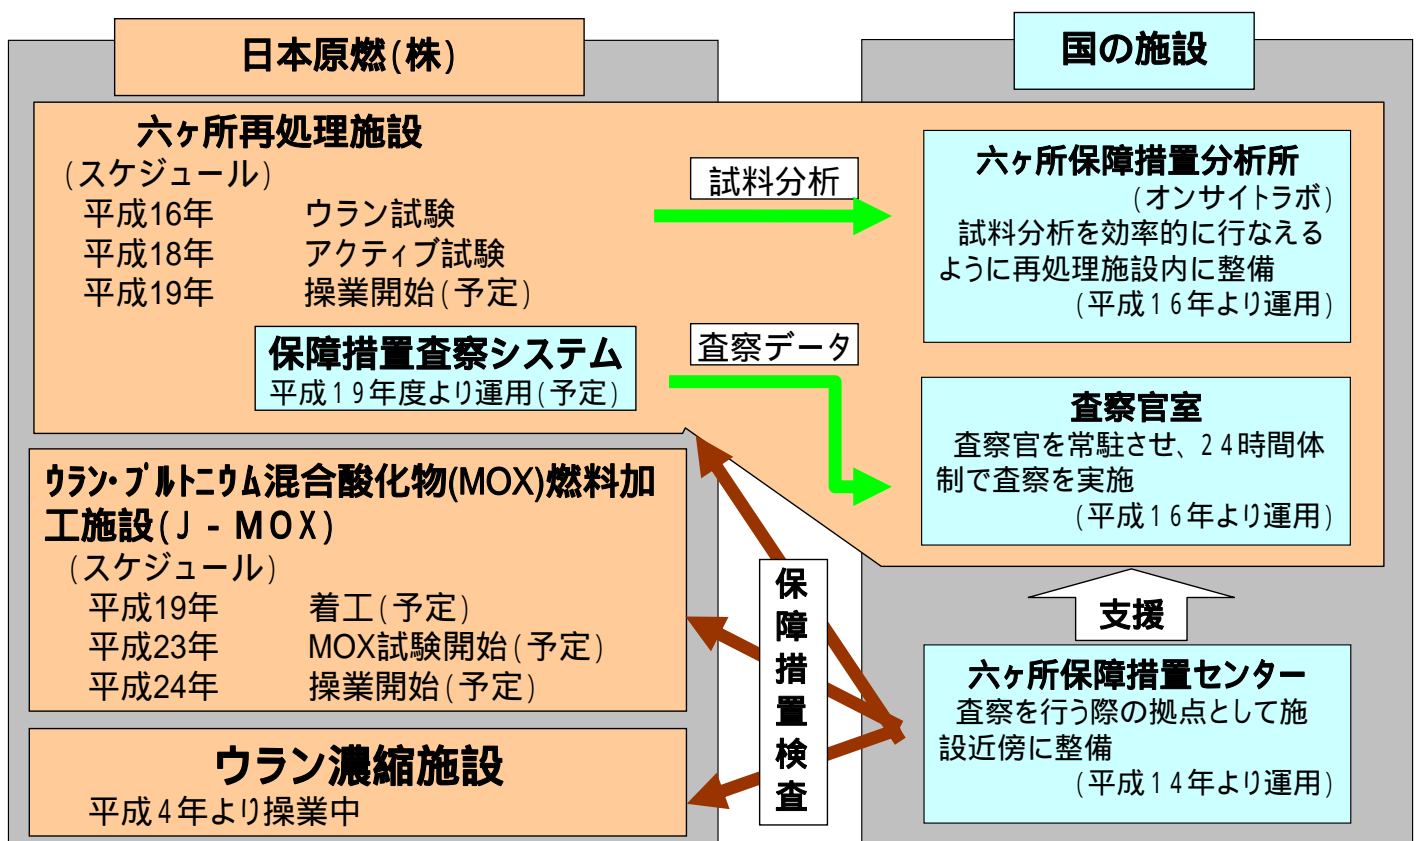 日本原燃(株)
六ヶ所再処理施設
(スケジュール)
平成16年 ウラン試験
平成18年 アクティブ試験
平成19年 操業開始(予定)
保障措置査察システム
平成19年度より運用(予定)
試料分析
査察データ
国の施設
六ヶ所保障措置分析所
(オンサイトラボ)
試料分析を効率的に行なえる
ように再処理施設内に整備
(平成16年より運用)
査察官室
査察官を常駐させ、24時間体
制で査察を実施
(平成16年より運用)
ウラン・プルトニウム混合酸化物(MOX)燃料加
工施設(J-MOX)
(スケジュール)
平成19年 着工(予定)
平成23年 MOX試験開始(予定)
平成24年 操業開始(予定)
ウラン濃縮施設
平成4年より操業中
保障措置検査
支援
六ヶ所保障措置センター
査察を行う際の拠点として施
設近傍に整備
(平成14年より運用)